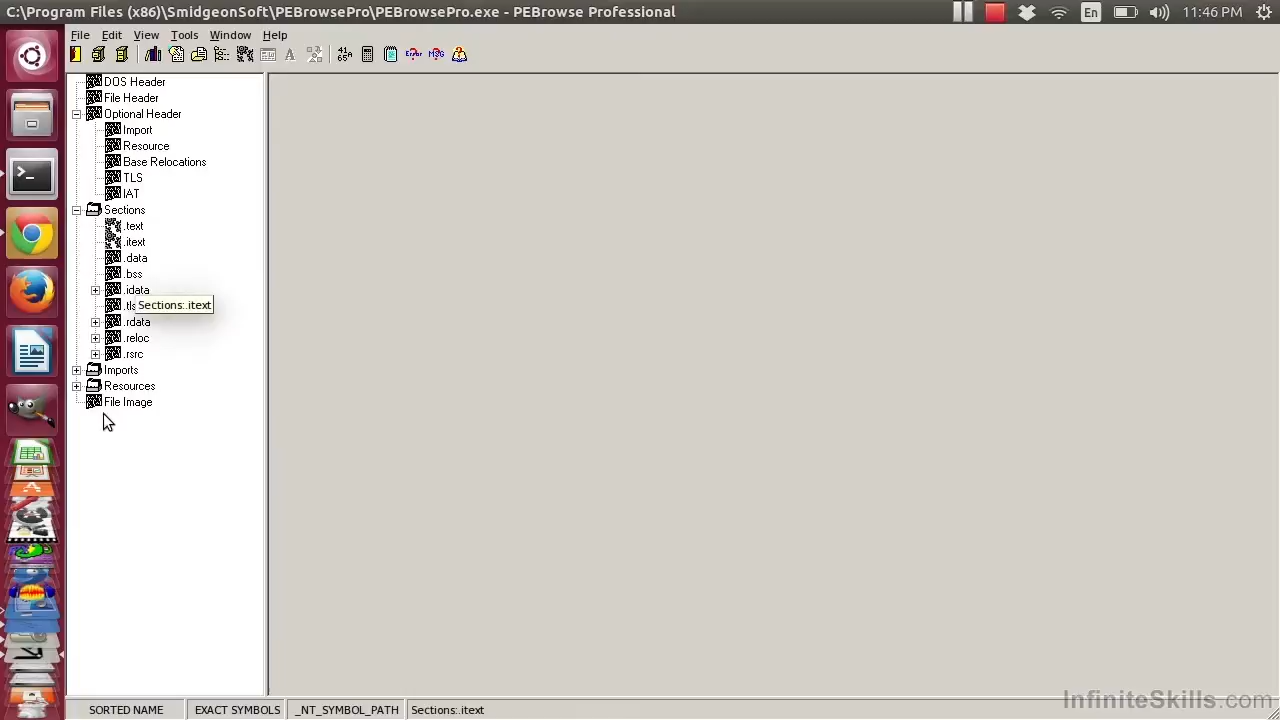 C:\Program Files (x86)\SmidgeonSoft\PEBrowsePro\PEBrowsePro.exe - PEBrowse Professional
En
11:46 PM
File Edit View Tools Window Help
DOS Header
File Header
Optional Header
Import
Resource
Base Relocations
TLS
IAT
Sections
.text
.itext
.data
.bss
.idata
Sections:.itext
.rdata
.reloc
.rsrc
Imports
Resources
File Image
SORTED NAME
EXACT SYMBOLS
_NT_SYMBOL_PATH
Sections:.itext
InfiniteSkills.com